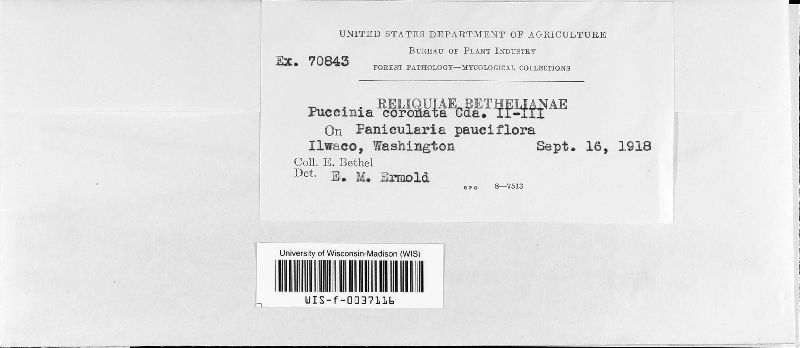 UNITED STATES DEPARTMENT OF AGRICULTURE
BUREAU OF PLANT INDUSTRY
Ex. 70843
FOREST PATHOLOGY—MYCOLOGICAL COLLECTIONS
RELIQUIAE BETHELIANAE
Puccinia coronata Cda. II-III
On Panicularia pauciflora
Ilwaco, Washington Sept. 16, 1918
Coll. E. Bethel
Det. E. M. Ermold
GPO 8—7513
University of Wisconsin-Madison (WIS)
WIS-f-0037116